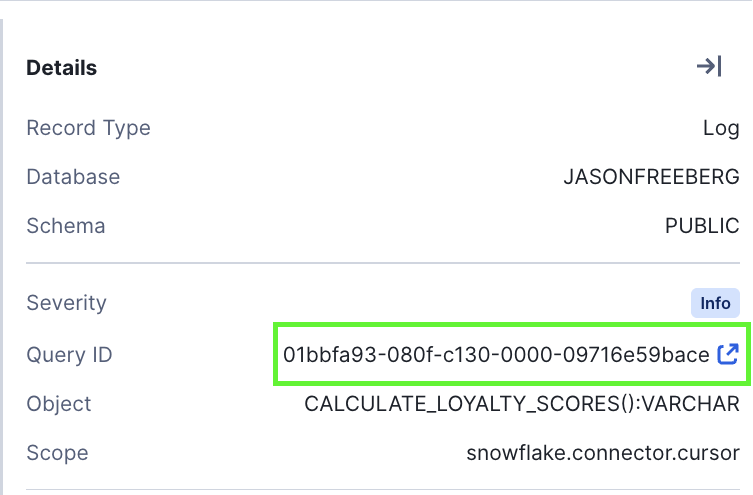 Details
Record Type Log
Database JASONFREEBERG
Schema PUBLIC
Severity Info
Query ID 01bbfa93-080f-c130-0000-09716e59bace
Object CALCULATE_LOYALTY_SCORES():VARCHAR
Scope snowflake.connector.cursor